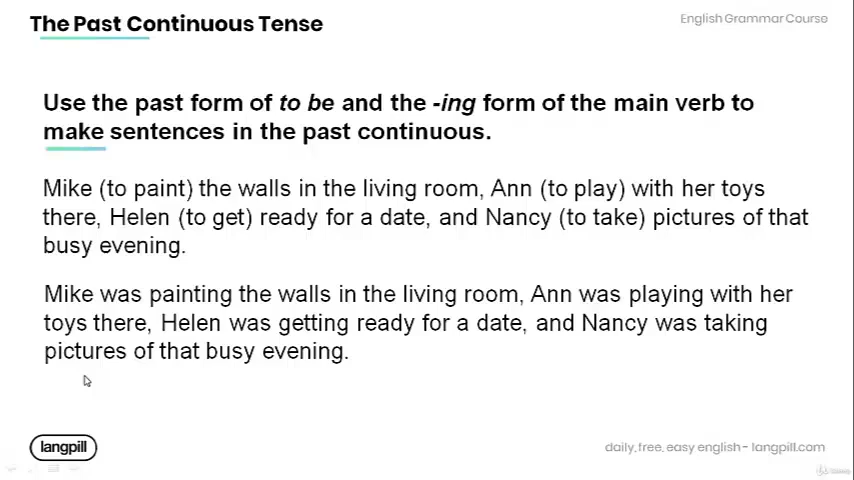 The Past Continuous Tense
English Grammar Course
Use the past form of to be and the -ing form of the main verb to
make sentences in the past continuous.
Mike (to paint) the walls in the living room, Ann (to play) with her toys
there, Helen (to get) ready for a date, and Nancy (to take) pictures of that
busy evening.
Mike was painting the walls in the living room, Ann was playing with her
toys there, Helen was getting ready for a date, and Nancy was taking
pictures of that busy evening.
langpill
daily, free, easy english - langpill.com